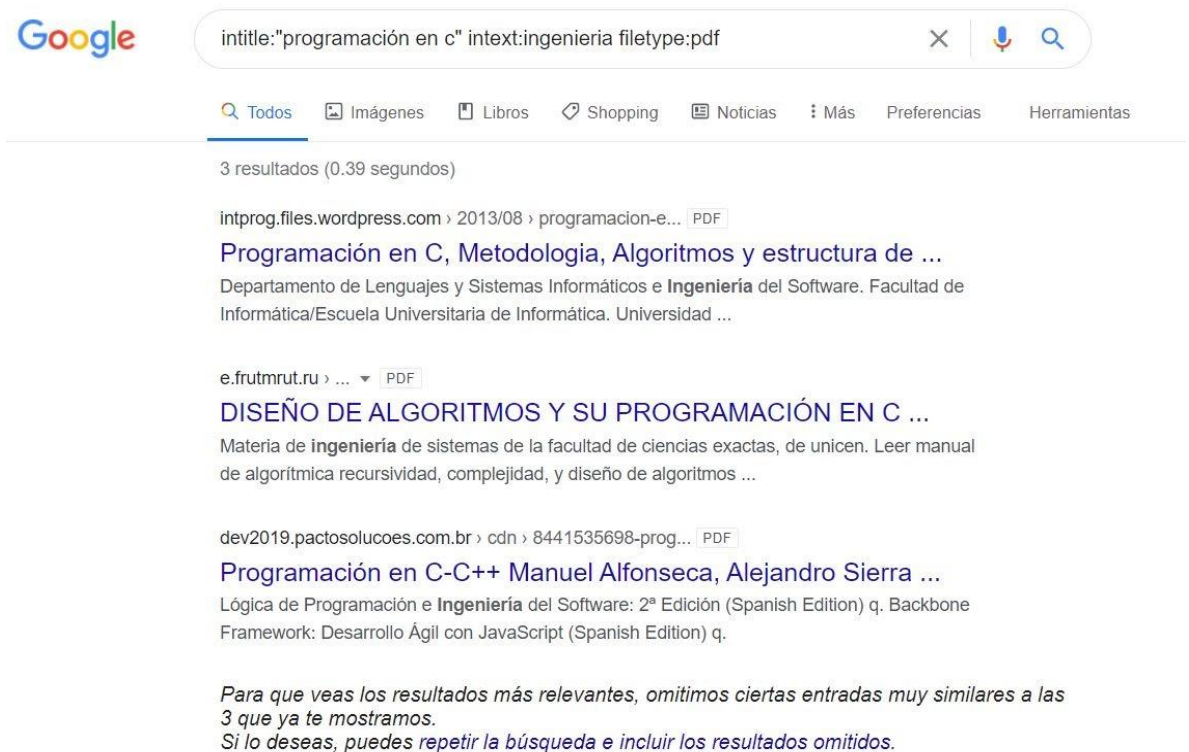 Google
intitle:"programación en c" intext:ingenieria filetype:pdf
Todos Imágenes Libros Shopping Noticias Más Preferencias Herramientas
3 resultados (0.39 segundos)
intprog.files.wordpress.com › 2013/08 › programacion-e... PDF
Programación en C, Metodologia, Algoritmos y estructura de ...
Departamento de Lenguajes y Sistemas Informáticos e Ingeniería del Software. Facultad de
Informática/Escuela Universitaria de Informática. Universidad ...
e.frutmrut.ru › ... PDF
DISEÑO DE ALGORITMOS Y SU PROGRAMACIÓN EN C ...
Materia de ingeniería de sistemas de la facultad de ciencias exactas, de unicen. Leer manual
de algorítmica recursividad, complejidad, y diseño de algoritmos ...
dev2019.pactosolucoes.com.br › cdn › 8441535698-prog... PDF
Programación en C-C++ Manuel Alfonseca, Alejandro Sierra ...
Lógica de Programación e Ingeniería del Software: 2ª Edición (Spanish Edition) q. Backbone
Framework: Desarrollo Ágil con JavaScript (Spanish Edition) q.
Para que veas los resultados más relevantes, omitimos ciertas entradas muy similares a las
3 que ya te mostramos.
Si lo deseas, puedes repetir la búsqueda e incluir los resultados omitidos.